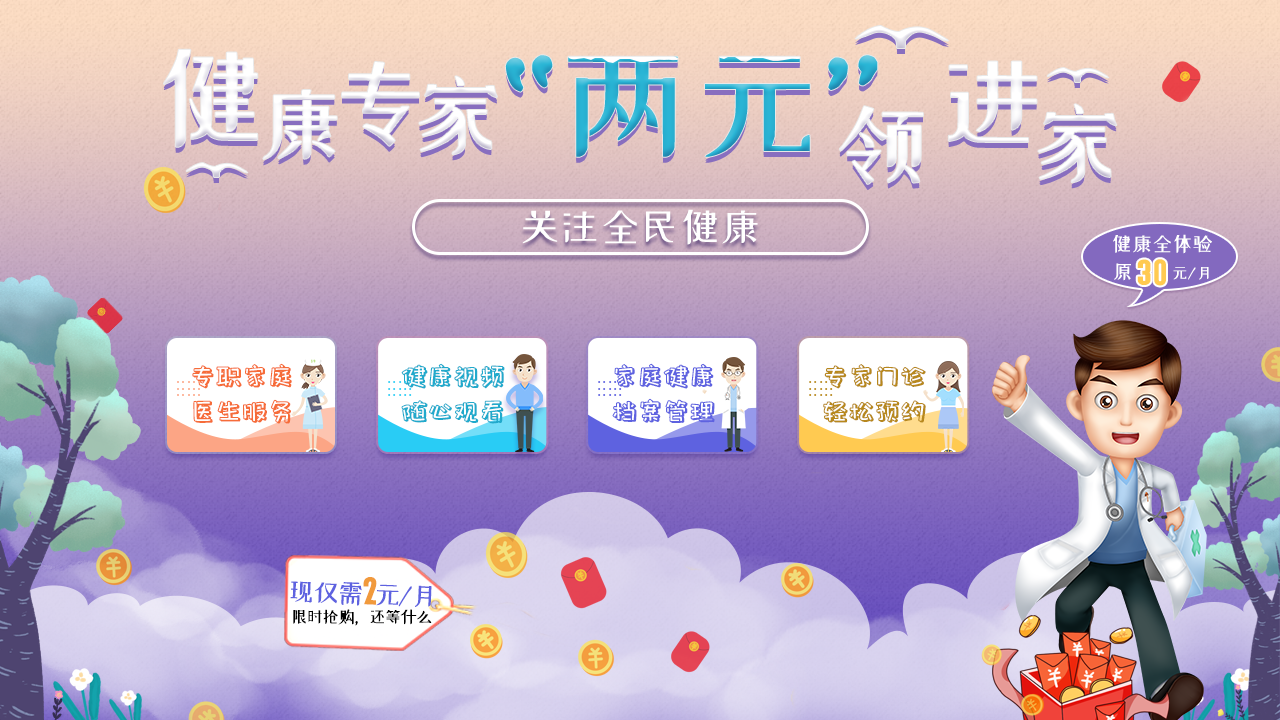 健康专家“两元”领进家
关注全民健康
健康全体验
原30元/月
专职家庭
医生服务
健康视频
随心观看
家庭健康
档案管理
专家门诊
轻松预约
现仅需2元/月
限时抢购，还等什么